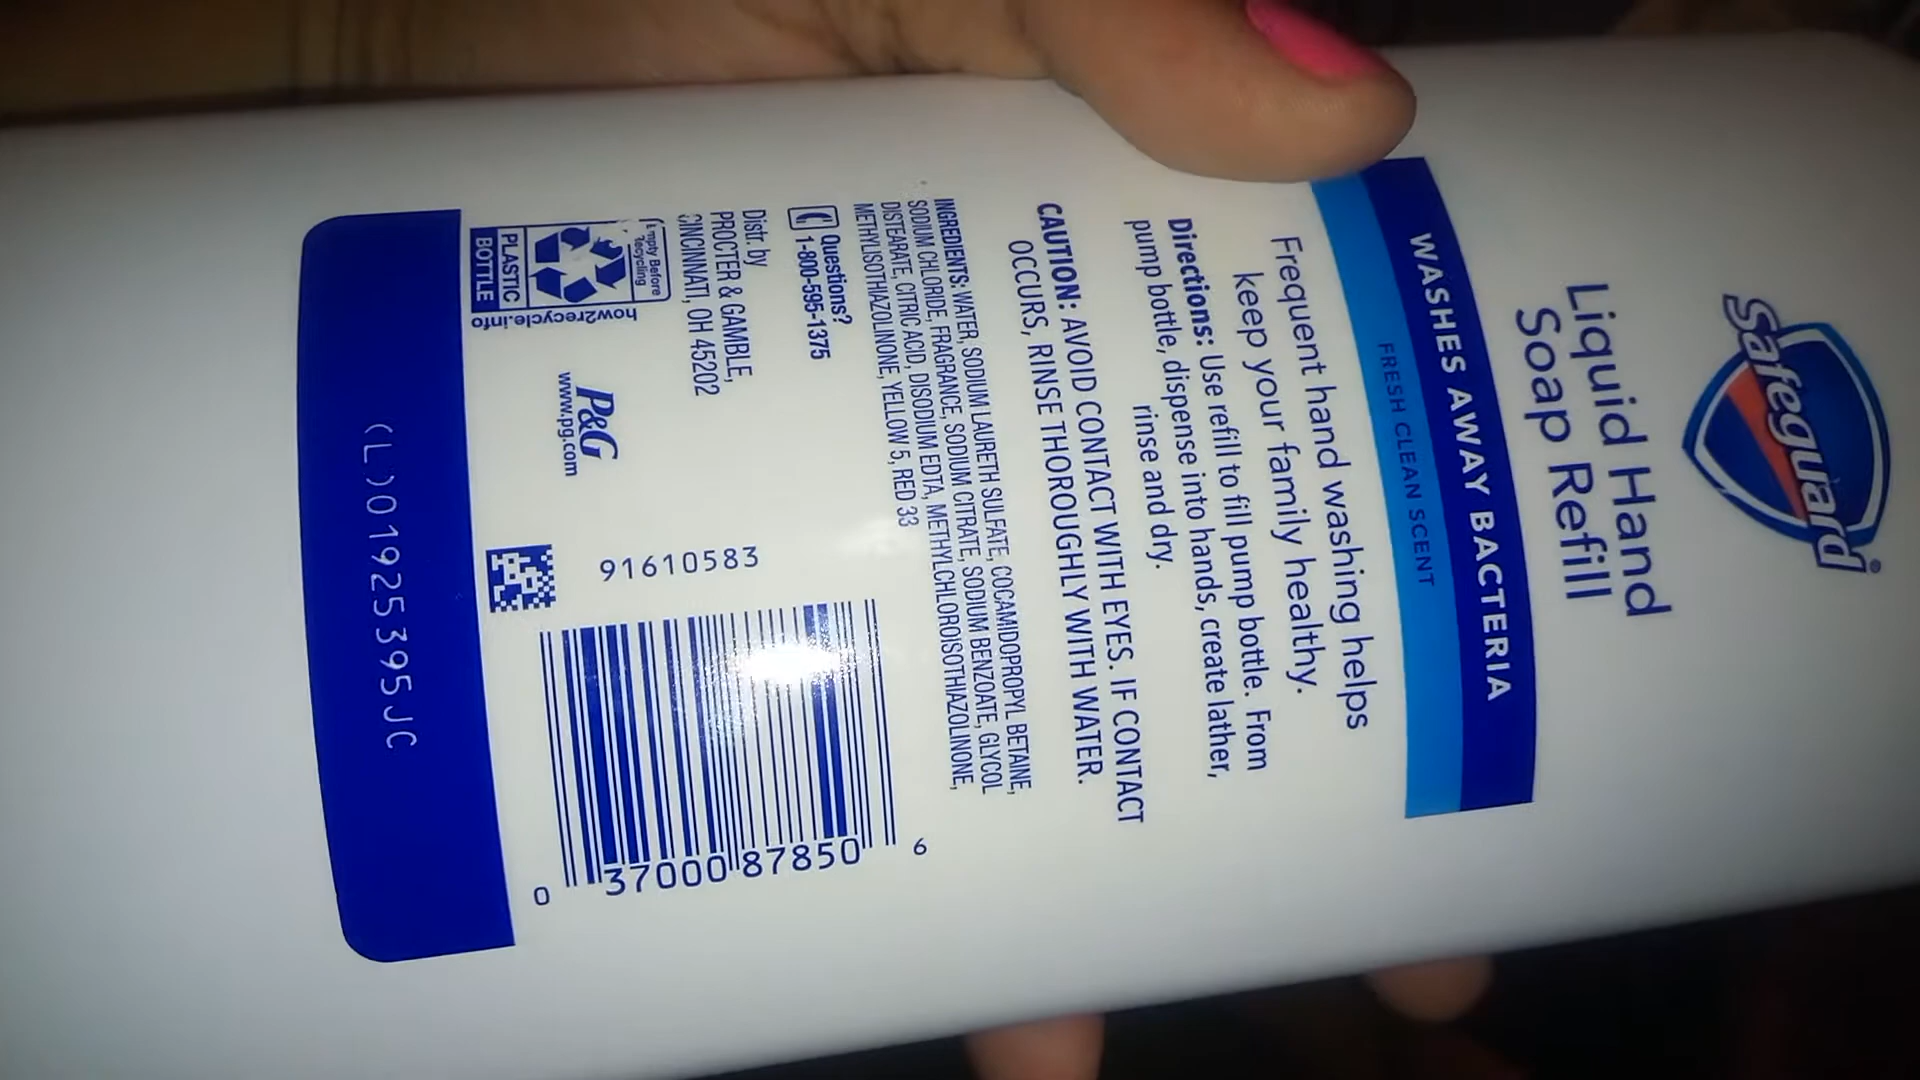 Safeguard®
Liquid Hand
Soap Refill
WASHES AWAY BACTERIA
FRESH CLEAN SCENT
Frequent hand washing helps
keep your family healthy.
Directions: Use refill to fill pump bottle. From
pump bottle, dispense into hands, create lather,
rinse and dry.
CAUTION: AVOID CONTACT WITH EYES. IF CONTACT
OCCURS, RINSE THOROUGHLY WITH WATER.
INGREDIENTS: WATER, SODIUM LAURETH SULFATE, COCAMIDOPROPYL BETAINE,
SODIUM CHLORIDE, FRAGRANCE, SODIUM CITRATE, SODIUM BENZOATE, GLYCOL
DISTEARATE, CITRIC ACID, DISODIUM EDTA, METHYLCHLOROISOTHIAZOLINONE,
METHYLISOTHIAZOLINONE, YELLOW 5, RED 33
Questions?
1-800-595-1375
Distr. by
PROCTER & GAMBLE,
CINCINNATI, OH 45202
Before
PLASTIC
BOTTLE
how2recycle.info
P&G
www.pg.com
91610583
0 37000 87850 6
(L)01925395JC